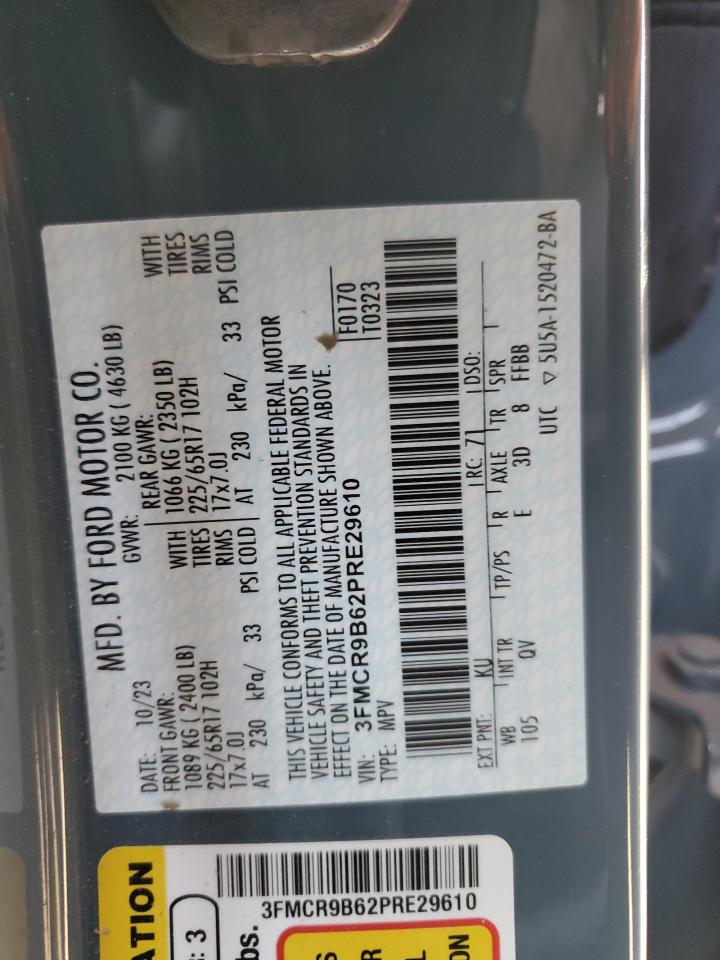 MFD. BY FORD MOTOR CO.
DATE: 10/23 GVWR: 2100 KG ( 4630 LB)
FRONT GAWR: REAR GAWR:
1089 KG ( 2400 LB) WITH 1066 KG ( 2350 LB) WITH
225/65R17 102H TIRES 225/65R17 102H TIRES
17x7.0J RIMS 17x7.0J RIMS
AT 230 kPa/ 33 PSI COLD AT 230 kPa/ 33 PSI COLD
THIS VEHICLE CONFORMS TO ALL APPLICABLE FEDERAL MOTOR
VEHICLE SAFETY AND THEFT PREVENTION STANDARDS IN
EFFECT ON THE DATE OF MANUFACTURE SHOWN ABOVE.
VIN: 3FMCR9B62PRE29610 F0170
TYPE: MPV T0323
EXT PNT: KU RC: 71 DSO:
WB INT TR TP/PS R AXLE TR SPR
105 QV E 3D 8 FFBB
UTC ▽ 5U5A-1520472-BA
ATION
: 3
bs.
3FMCR9B62PRE29610
S
R
L
ON